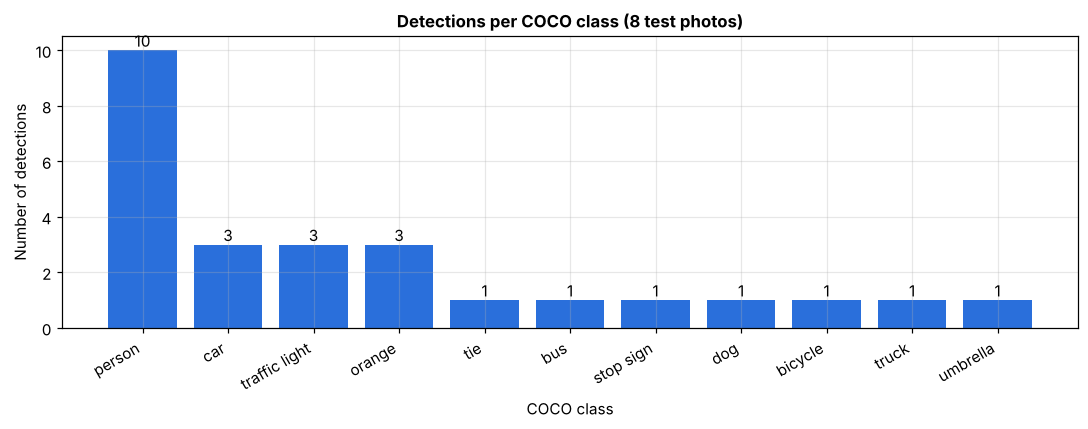 Detections per COCO class (8 test photos)
Number of detections
10
8
6
4
2
0
10
3
3
3
1
1
1
1
1
1
1
person
car
traffic light
orange
tie
bus
stop sign
dog
bicycle
truck
umbrella
COCO class